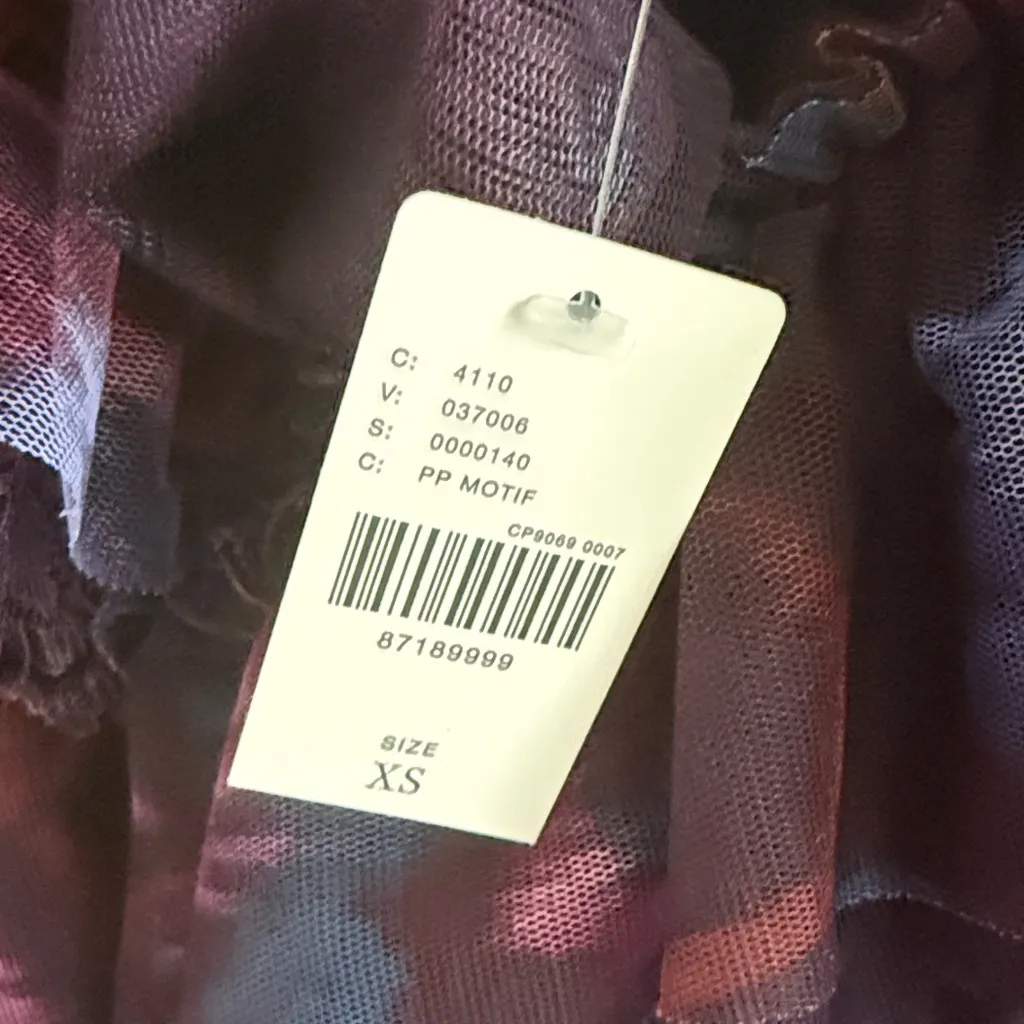 C: 4110
V: 037006
S: 0000140
C: PP MOTIF
CP9069 0007
87189999
SIZE
XS